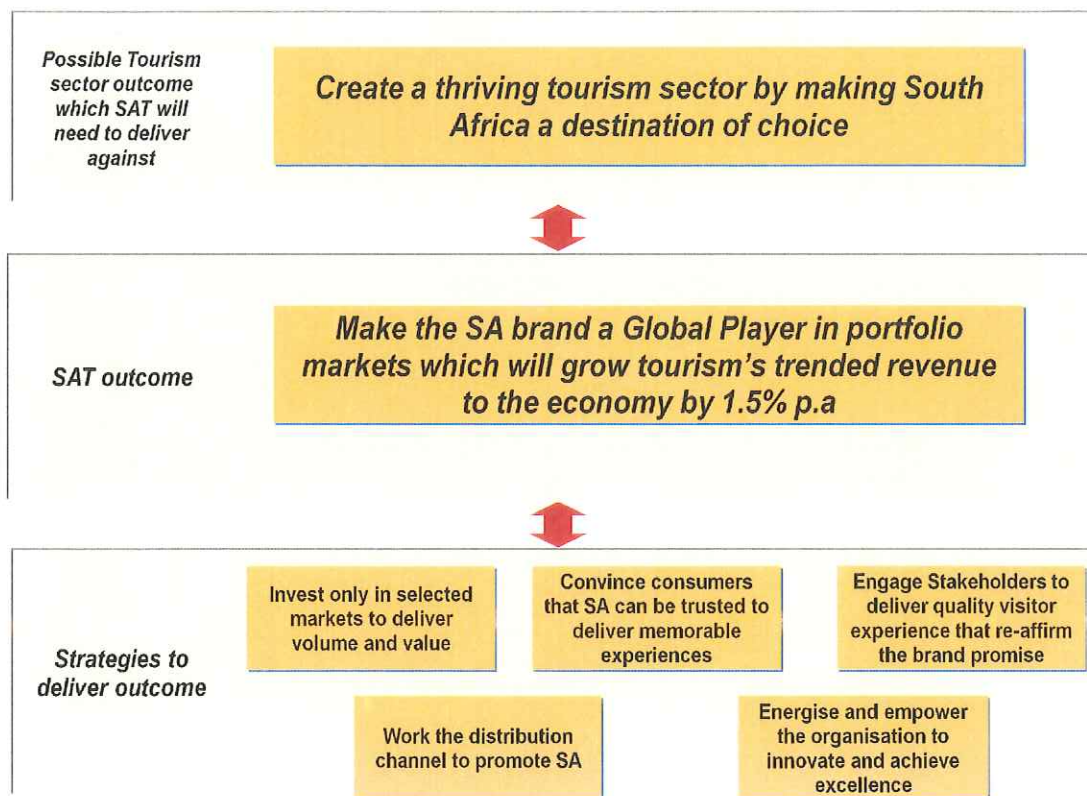 Possible Tourism
sector outcome
which SAT will
need to deliver
against
Create a thriving tourism sector by making South
Africa a destination of choice
SAT outcome
Make the SA brand a Global Player in portfolio
markets which will grow tourism's trended revenue
to the economy by 1.5% p.a
Strategies to
deliver outcome
Invest only in selected
markets to deliver
volume and value
Convince consumers
that SA can be trusted to
deliver memorable
experiences
Engage Stakeholders to
deliver quality visitor
experience that re-affirm
the brand promise
Work the distribution
channel to promote SA
Energise and empower
the organisation to
innovate and achieve
excellence